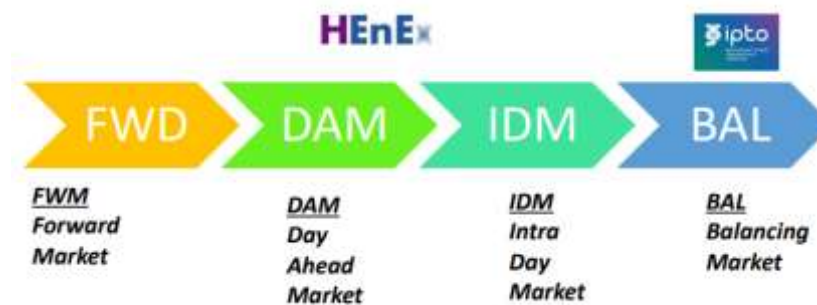 HEnEx
ipto
FWD
DAM
IDM
BAL
FWM
Forward
Market
DAM
Day
Ahead
Market
IDM
Intra
Day
Market
BAL
Balancing
Market